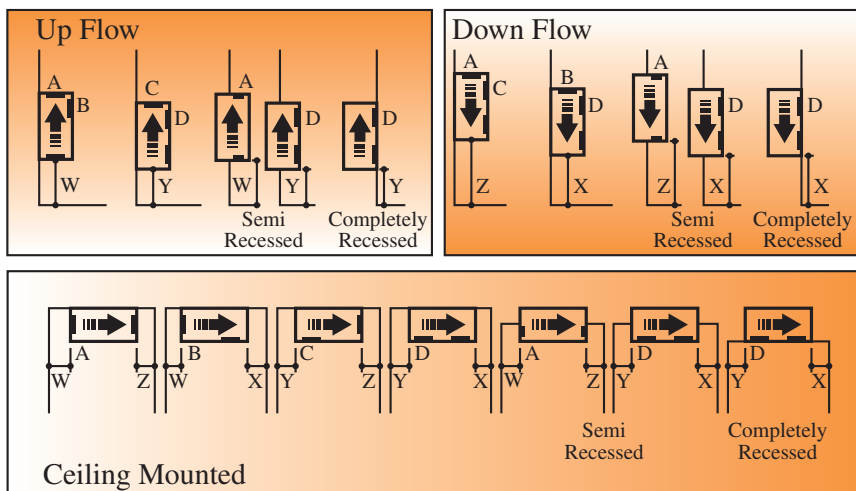 Up Flow
A
B
C
D
A
D
D
W
Y
W
Y
Y
Semi
Recessed
Completely
Recessed
Down Flow
A
C
B
D
A
D
D
Z
X
Z
X
X
Semi
Recessed
Completely
Recessed
A
B
C
D
A
D
D
W
Z
W
X
Y
Z
Y
X
W
Z
Y
X
Y
X
Semi
Recessed
Completely
Recessed
Ceiling Mounted